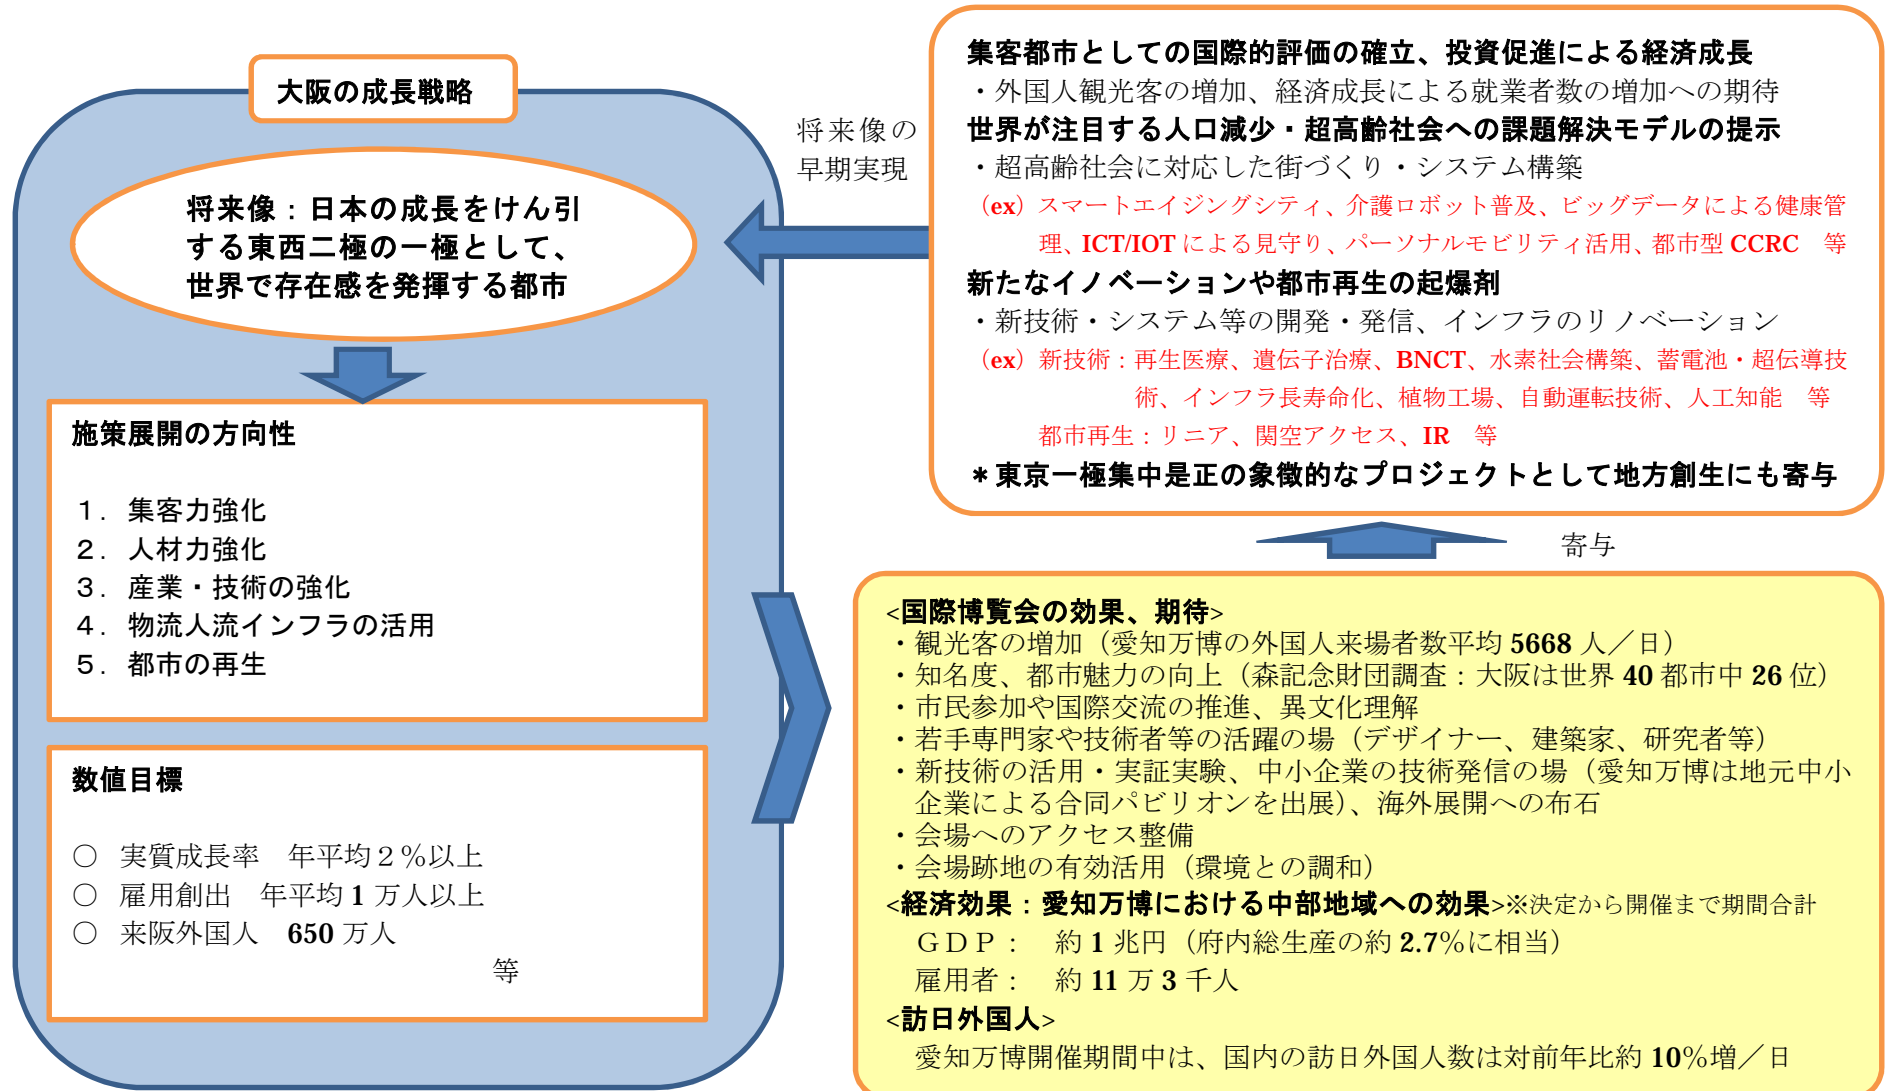 大阪の成長戦略
将来像：日本の成長をけん引
する東西二極の一極として、
世界で存在感を発揮する都市
施策展開の方向性
１．集客力強化
２．人材力強化
３．産業・技術の強化
４．物流人流インフラの活用
５．都市の再生
数値目標
○ 実質成長率　年平均２％以上
○ 雇用創出　年平均 1 万人以上
○ 来阪外国人　650 万人
等
将来像の
早期実現
集客都市としての国際的評価の確立、投資促進による経済成長
・外国人観光客の増加、経済成長による就業者数の増加への期待
世界が注目する人口減少・超高齢社会への課題解決モデルの提示
・超高齢社会に対応した街づくり・システム構築
（ex）スマートエイジングシティ、介護ロボット普及、ビッグデータによる健康管
理、ICT/IOT による見守り、パーソナルモビリティ活用、都市型 CCRC　等
新たなイノベーションや都市再生の起爆剤
・新技術・システム等の開発・発信、インフラのリノベーション
（ex）新技術：再生医療、遺伝子治療、BNCT、水素社会構築、蓄電池・超伝導技
術、インフラ長寿命化、植物工場、自動運転技術、人工知能　等
都市再生：リニア、関空アクセス、IR　等
＊東京一極集中是正の象徴的なプロジェクトとして地方創生にも寄与
寄与
<国際博覧会の効果、期待>
・観光客の増加（愛知万博の外国人来場者数平均 5668 人／日）
・知名度、都市魅力の向上（森記念財団調査：大阪は世界 40 都市中 26 位）
・市民参加や国際交流の推進、異文化理解
・若手専門家や技術者等の活躍の場（デザイナー、建築家、研究者等）
・新技術の活用・実証実験、中小企業の技術発信の場（愛知万博は地元中小
企業による合同パビリオンを出展）、海外展開への布石
・会場へのアクセス整備
・会場跡地の有効活用（環境との調和）
<経済効果：愛知万博における中部地域への効果>※決定から開催まで期間合計
ＧＤＰ：　約 1 兆円（府内総生産の約 2.7％に相当）
雇用者：　約 11 万 3 千人
<訪日外国人>
愛知万博開催期間中は、国内の訪日外国人数は対前年比約 10％増／日